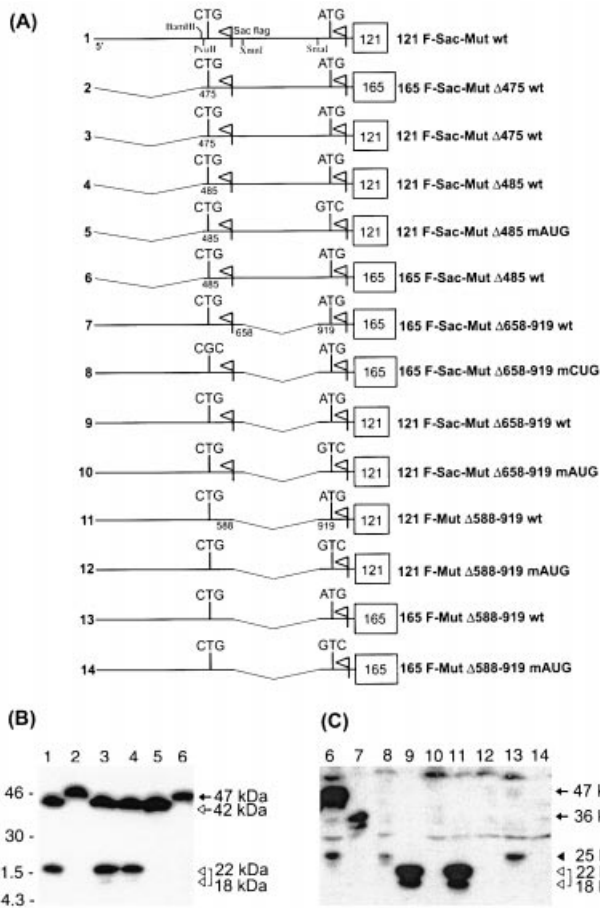 (A)
CTG ATG
BamHI Sac flag
1 5' PvuII XmnI SmaI 121 121 F-Sac-Mut wt
CTG ATG
2 475 165 165 F-Sac-Mut Δ475 wt
CTG ATG
3 475 121 121 F-Sac-Mut Δ475 wt
CTG ATG
4 485 121 121 F-Sac-Mut Δ485 wt
CTG GTC
5 485 121 121 F-Sac-Mut Δ485 mAUG
CTG ATG
6 485 165 165 F-Sac-Mut Δ485 wt
CTG ATG
7 658 919 165 165 F-Sac-Mut Δ658-919 wt
CGC ATG
8 165 165 F-Sac-Mut Δ658-919 mCUG
CTG ATG
9 121 121 F-Sac-Mut Δ658-919 wt
CTG GTC
10 121 121 F-Sac-Mut Δ658-919 mAUG
CTG ATG
11 588 919 121 121 F-Mut Δ588-919 wt
CTG GTC
12 121 121 F-Mut Δ588-919 mAUG
CTG ATG
13 165 165 F-Mut Δ588-919 wt
CTG GTC
14 165 165 F-Mut Δ588-919 mAUG
(B)
1 2 3 4 5 6
46 -
47 kDa
42 kDa
30 -
1.5 -
22 kDa
18 kDa
4.3 -
(C)
6 7 8 9 10 11 12 13 14
47 k
36 k
25 k
22 k
18 k